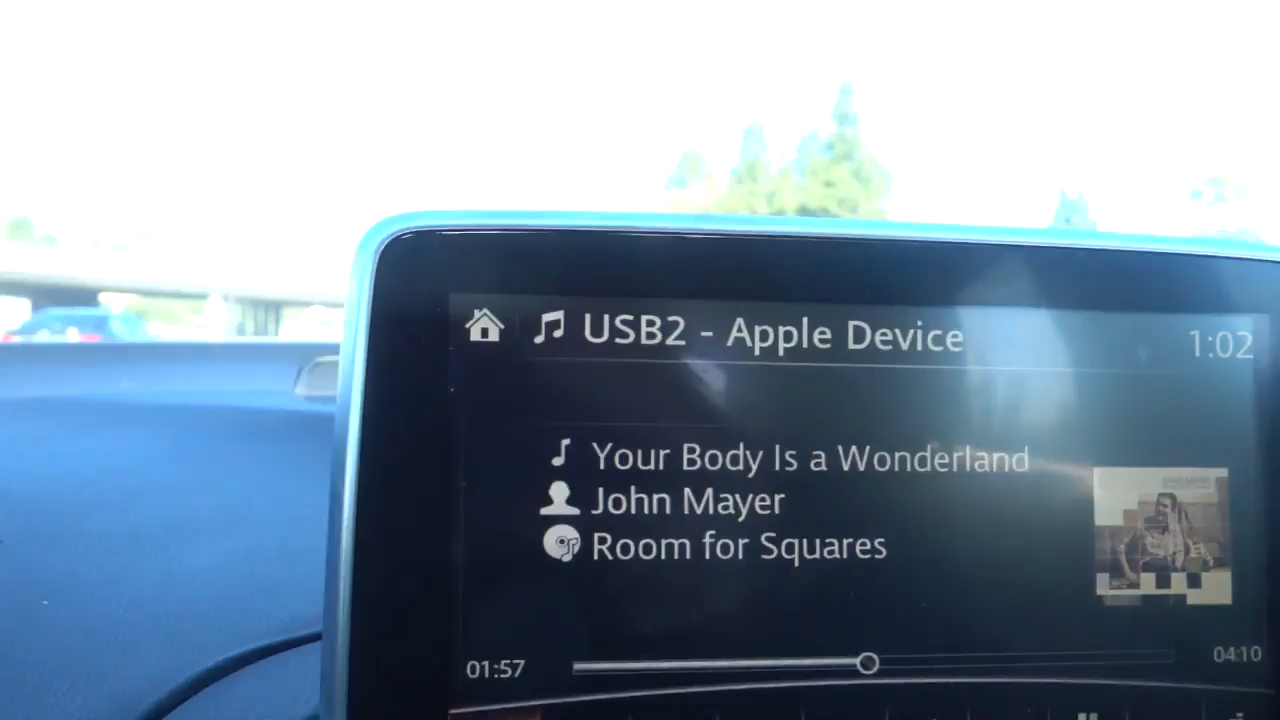 USB2 - Apple Device
1:02
Your Body Is a Wonderland
John Mayer
Room for Squares
01:57
04:10